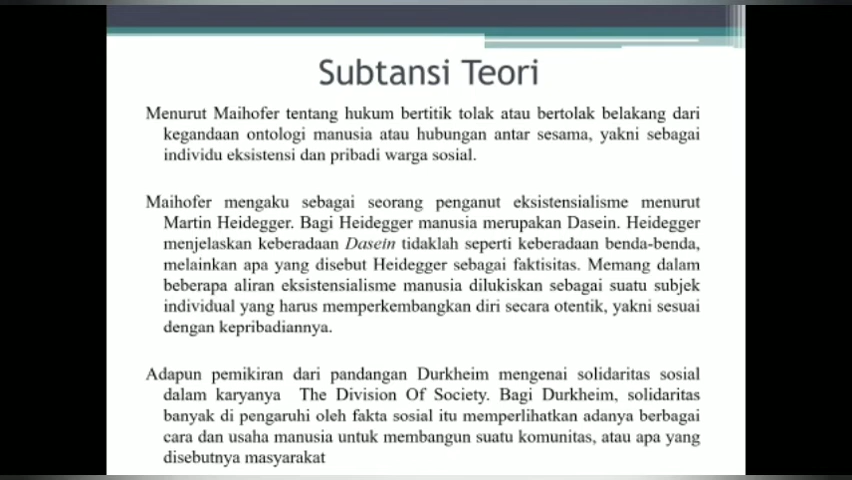 Subtansi Teori
Menurut Maihofer tentang hukum bertitik tolak atau bertolak belakang dari
kegandaan ontologi manusia atau hubungan antar sesama, yakni sebagai
individu eksistensi dan pribadi warga sosial.
Maihofer mengaku sebagai seorang penganut eksistensialisme menurut
Martin Heidegger. Bagi Heidegger manusia merupakan Dasein. Heidegger
menjelaskan keberadaan Dasein tidaklah seperti keberadaan benda-benda,
melainkan apa yang disebut Heidegger sebagai faktisitas. Memang dalam
beberapa aliran eksistensialisme manusia dilukiskan sebagai suatu subjek
individual yang harus memperkembangkan diri secara otentik, yakni sesuai
dengan kepribadiannya.
Adapun pemikiran dari pandangan Durkheim mengenai solidaritas sosial
dalam karyanya The Division Of Society. Bagi Durkheim, solidaritas
banyak di pengaruhi oleh fakta sosial itu memperlihatkan adanya berbagai
cara dan usaha manusia untuk membangun suatu komunitas, atau apa yang
disebutnya masyarakat